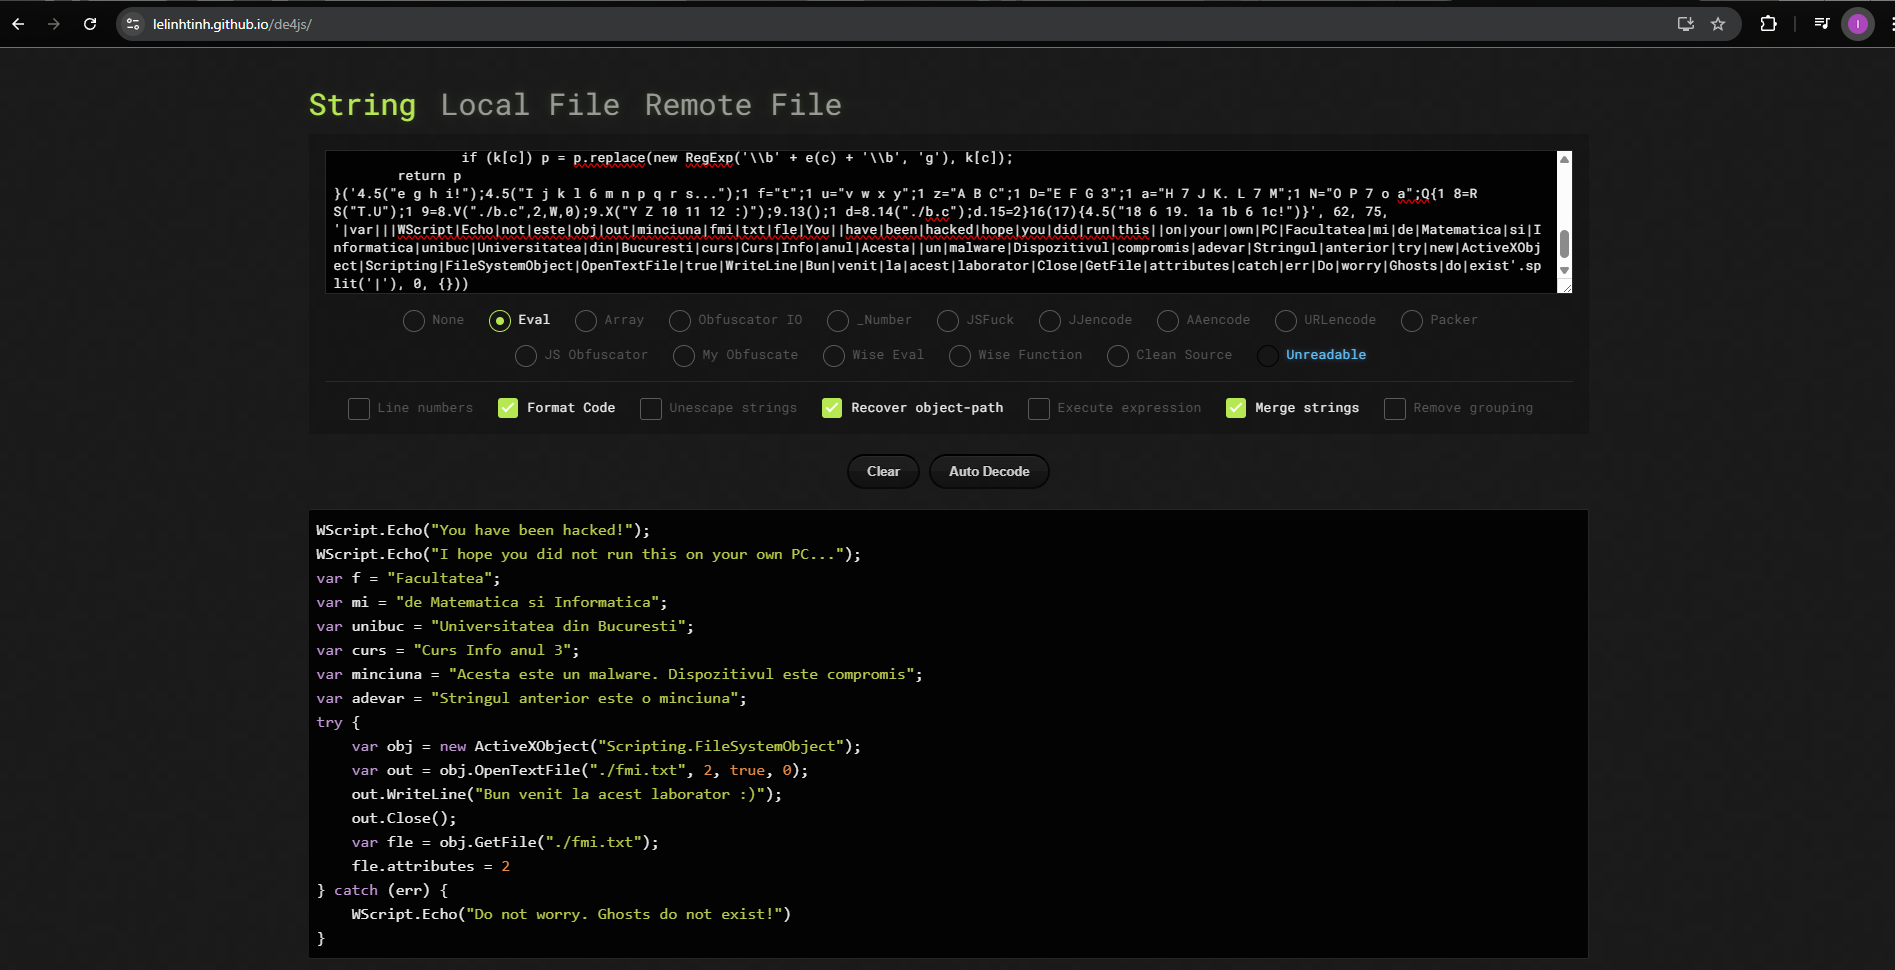 lelinhtinh.github.io/de4js/
String Local File Remote File
if (k[c]) p = p.replace(new RegExp('\\b' + e(c) + '\\b', 'g'), k[c]);
return p
}('4.5("e g h i!");4.5("I j k l 6 m n p q r s...");1 f="t";1 u="v w x y";1 z="A B C";1 D="E F G 3";1 a="H 7 J K. L 7 M";1 N="O P 7 o a";Q{1 8=R
S("T.U");1 9=8.V("./b.c",2,W,0);9.X("Y Z 10 11 12 :)");9.13();1 d=8.14("./b.c");d.15=2}16(17){4.5("18 6 19. 1a 1b 6 1c!")}', 62, 75,
'|var|||WScript|Echo|not|este|obj|out|minciuna|fmi|txt|fle|You||have|been|hacked|hope|you|did|run|this||on|your|own|PC|Facultatea|mi|de|Matematica|si|I
nformatica|unibuc|Universitatea|din|Bucuresti|curs|Curs|Info|anul|Acesta||un|malware|Dispozitivul|compromis|adevar|Stringul|anterior|try|new|ActiveXObj
ect|Scripting|FileSystemObject|OpenTextFile|true|WriteLine|Bun|venit|la|acest|laborator|Close|GetFile|attributes|catch|err|Do|worry|Ghosts|do|exist'.sp
lit('|'), 0, {}))
None Eval Array Obfuscator IO _Number JSFuck JJencode AAencode URLencode Packer
JS Obfuscator My Obfuscate Wise Eval Wise Function Clean Source Unreadable
Line numbers Format Code Unescape strings Recover object-path Execute expression Merge strings Remove grouping
Clear Auto Decode
WScript.Echo("You have been hacked!");
WScript.Echo("I hope you did not run this on your own PC...");
var f = "Facultatea";
var mi = "de Matematica si Informatica";
var unibuc = "Universitatea din Bucuresti";
var curs = "Curs Info anul 3";
var minciuna = "Acesta este un malware. Dispozitivul este compromis";
var adevar = "Stringul anterior este o minciuna";
try {
var obj = new ActiveXObject("Scripting.FileSystemObject");
var out = obj.OpenTextFile("./fmi.txt", 2, true, 0);
out.WriteLine("Bun venit la acest laborator :)");
out.Close();
var fle = obj.GetFile("./fmi.txt");
fle.attributes = 2
} catch (err) {
WScript.Echo("Do not worry. Ghosts do not exist!")
}